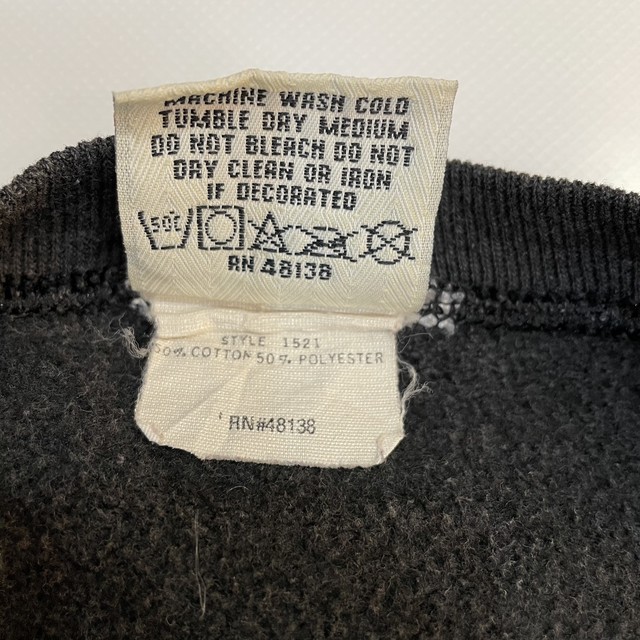 MACHINE WASH COLD
TUMBLE DRY MEDIUM
DO NOT BLEACH DO NOT
DRY CLEAN OR IRON
IF DECORATED
50°C
RN 48138
STYLE 1521
50% COTTON 50% POLYESTER
RN#48138